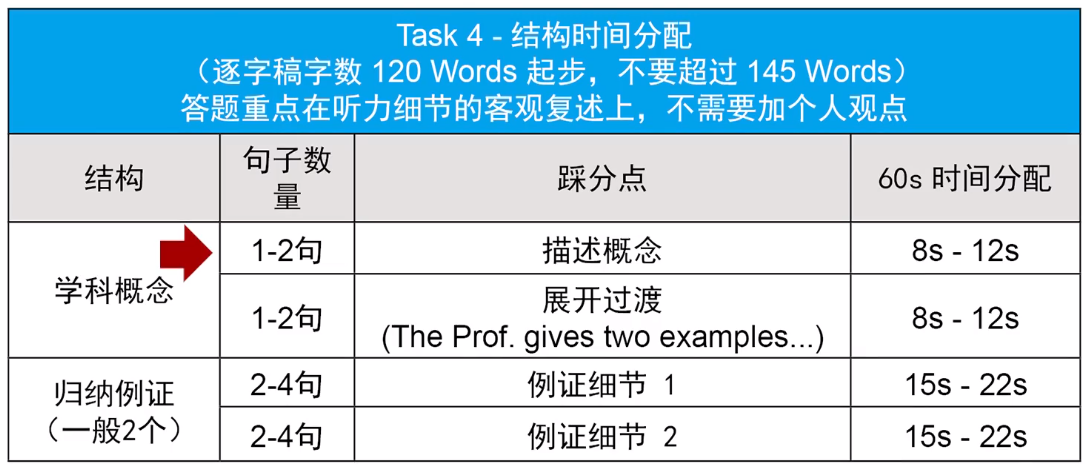 Task 4 - 结构时间分配
（逐字稿字数 120 Words 起步，不要超过 145 Words）
答题重点在听力细节的客观复述上，不需要加个人观点
结构
句子数
量
踩分点
60s 时间分配
学科概念
1-2句
描述概念
8s - 12s
1-2句
展开过渡
(The Prof. gives two examples...)
8s - 12s
归纳例证
（一般2个）
2-4句
例证细节 1
15s - 22s
2-4句
例证细节 2
15s - 22s